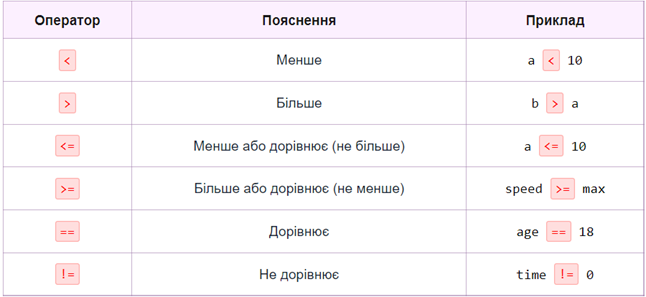 Оператор Пояснення Приклад
< Менше a < 10
> Більше b > a
<= Менше або дорівнює (не більше) a <= 10
>= Більше або дорівнює (не менше) speed >= max
== Дорівнює age == 18
!= Не дорівнює time != 0